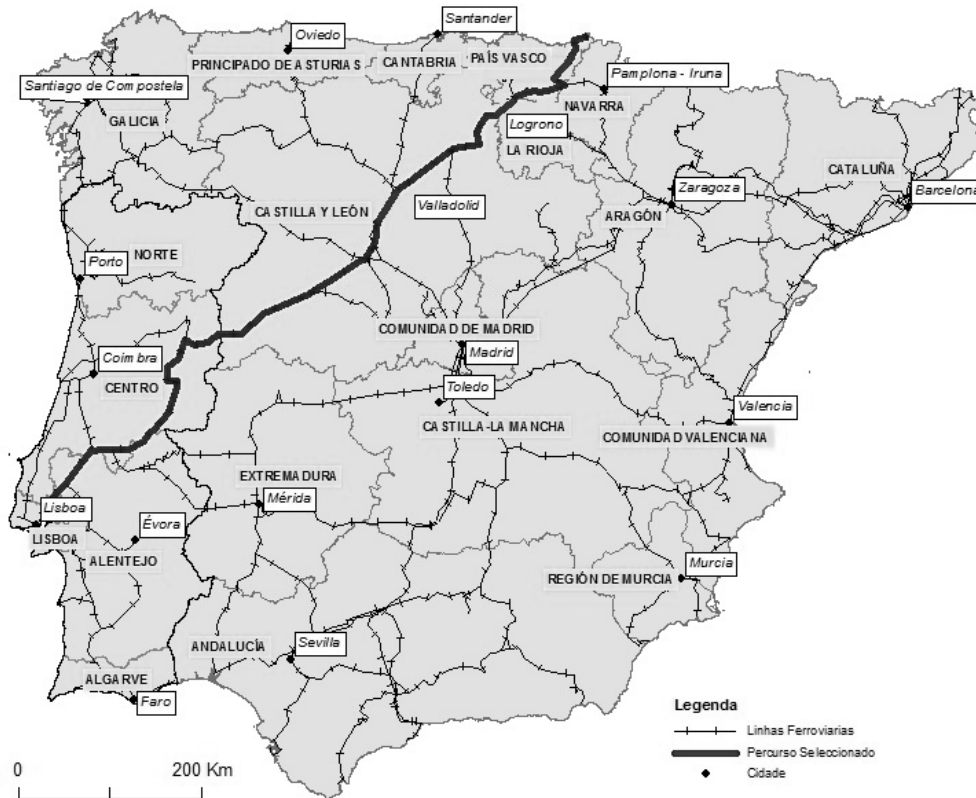 Santander
Oviedo
PRINCIPADO DE ASTURIAS
CANTABRIA
PAÍS VASCO
Santiago de Compostela
Pamplona - Iruna
GALICIA
NAVARRA
Logrono
LA RIOJA
CATALUÑA
Zaragoza
Barcelona
CASTILLA Y LEÓN
Valladolid
ARAGÓN
NORTE
Porto
COMUNIDAD DE MADRID
Madrid
Coimbra
CENTRO
Toledo
CASTILLA-LA MANCHA
Valencia
COMUNIDAD VALENCIANA
EXTREMADURA
Mérida
Lisboa
LISBOA
Évora
ALENTEJO
Murcia
REGIÓN DE MURCIA
ANDALUCÍA
Sevilla
ALGARVE
Faro
Legenda
Linhas Ferroviarias
Percurso Seleccionado
Cidade
0 200 Km